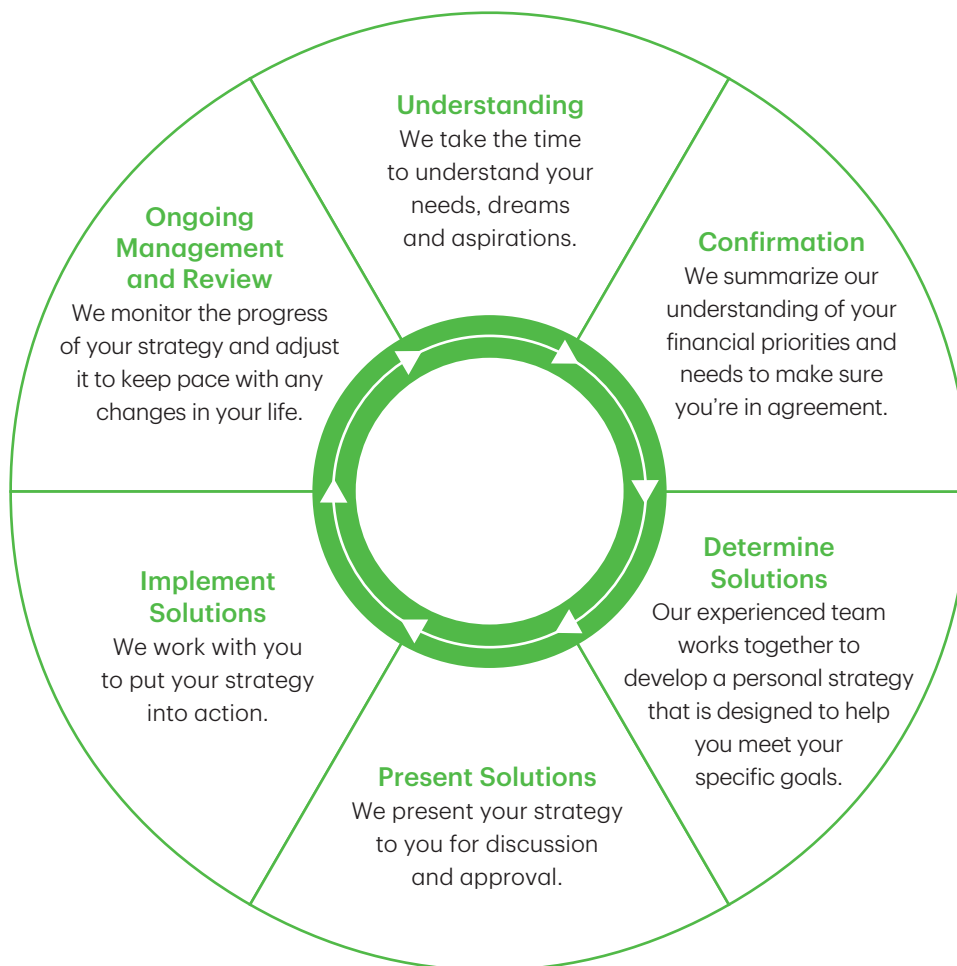 Understanding
We take the time
to understand your
needs, dreams
and aspirations.
Confirmation
We summarize our
understanding of your
financial priorities and
needs to make sure
you’re in agreement.
Determine
Solutions
Our experienced team
works together to
develop a personal strategy
that is designed to help
you meet your
specific goals.
Present Solutions
We present your strategy
to you for discussion
and approval.
Implement
Solutions
We work with you
to put your strategy
into action.
Ongoing
Management
and Review
We monitor the progress
of your strategy and adjust
it to keep pace with any
changes in your life.